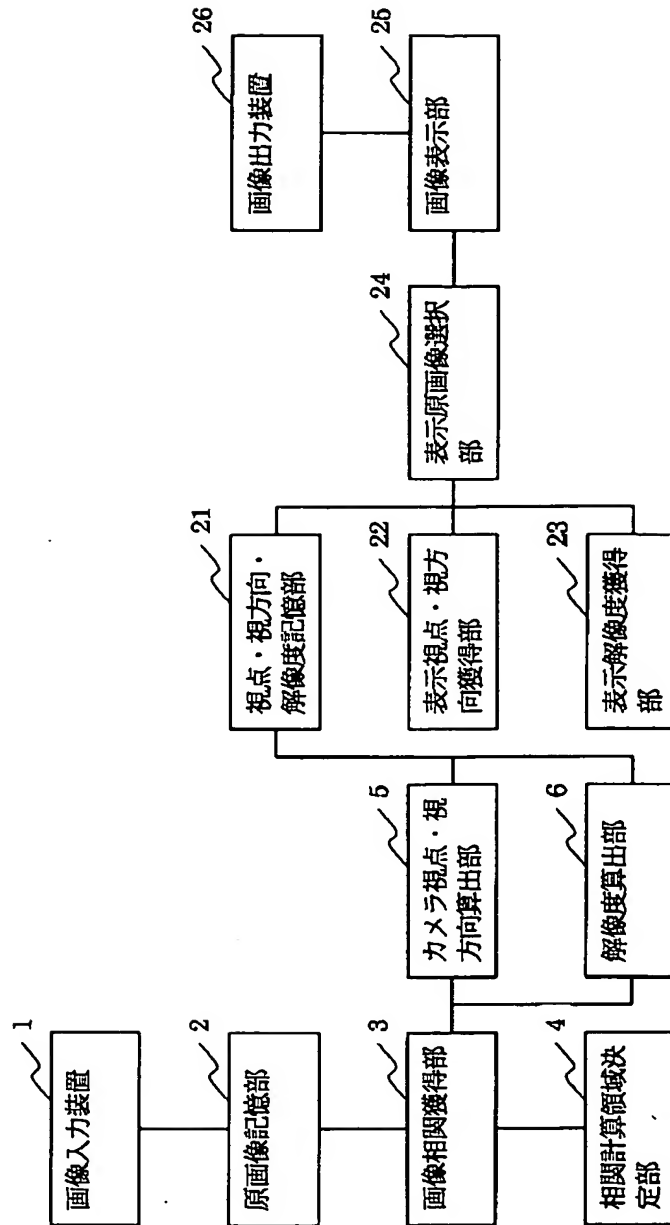 1
画像入力装置
2
原画像記憶部
3
画像相関獲得部
4
相関計算領域決
定部
5
カメラ視点・視
方向算出部
6
解像度算出部
21
視点・視方向・
解像度記憶部
22
表示視点・視方
向獲得部
23
表示解像度獲得
部
24
表示原画像選択
部
26
画像出力装置
25
画像表示部